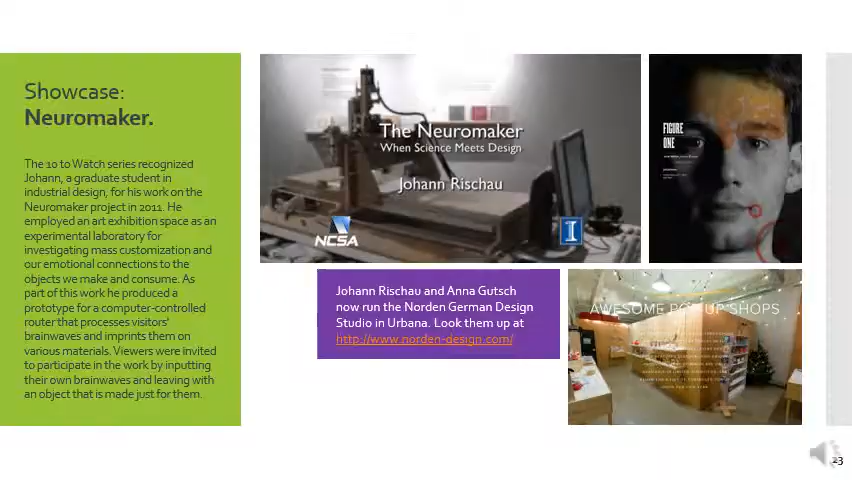 Showcase:
Neuromaker.
The 10 to Watch series recognized
Johann, a graduate student in
industrial design, for his work on the
Neuromaker project in 2011. He
employed an art exhibition space as an
experimental laboratory for
investigating mass customization and
our emotional connections to the
objects we make and consume. As
part of this work he produced a
prototype for a computer-controlled
router that processes visitors'
brainwaves and imprints them on
various materials. Viewers were invited
to participate in the work by inputting
their own brainwaves and leaving with
an object that is made just for them.
The Neuromaker
When Science Meets Design
Johann Rischau
NCSA
I
FIGURE
ONE
Johann Rischau and Anna Gutsch
now run the Norden German Design
Studio in Urbana. Look them up at
http://www.norden-design.com/
AWESOME POP-UP SHOPS
23